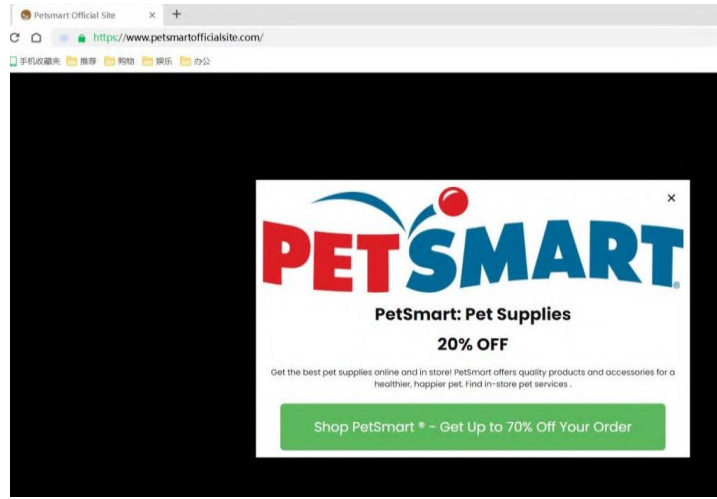 Petsmart Official Site
https://www.petsmartofficialsite.com/
手机收藏夹 推荐 购物 娱乐 办公
PETSMART®
PetSmart: Pet Supplies
20% OFF
Get the best pet supplies online and in store! PetSmart offers quality products and accessories for a
healthier, happier pet. Find in-store pet services .
Shop PetSmart ® - Get Up to 70% Off Your Order